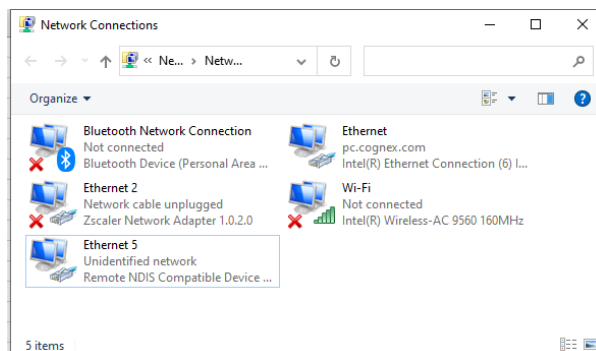 Network Connections
« Ne... › Netw...
Organize
Bluetooth Network Connection
Not connected
Bluetooth Device (Personal Area ...
Ethernet
pc.cognex.com
Intel(R) Ethernet Connection (6) I...
Ethernet 2
Network cable unplugged
Zscaler Network Adapter 1.0.2.0
Wi-Fi
Not connected
Intel(R) Wireless-AC 9560 160MHz
Ethernet 5
Unidentified network
Remote NDIS Compatible Device ...
5 items